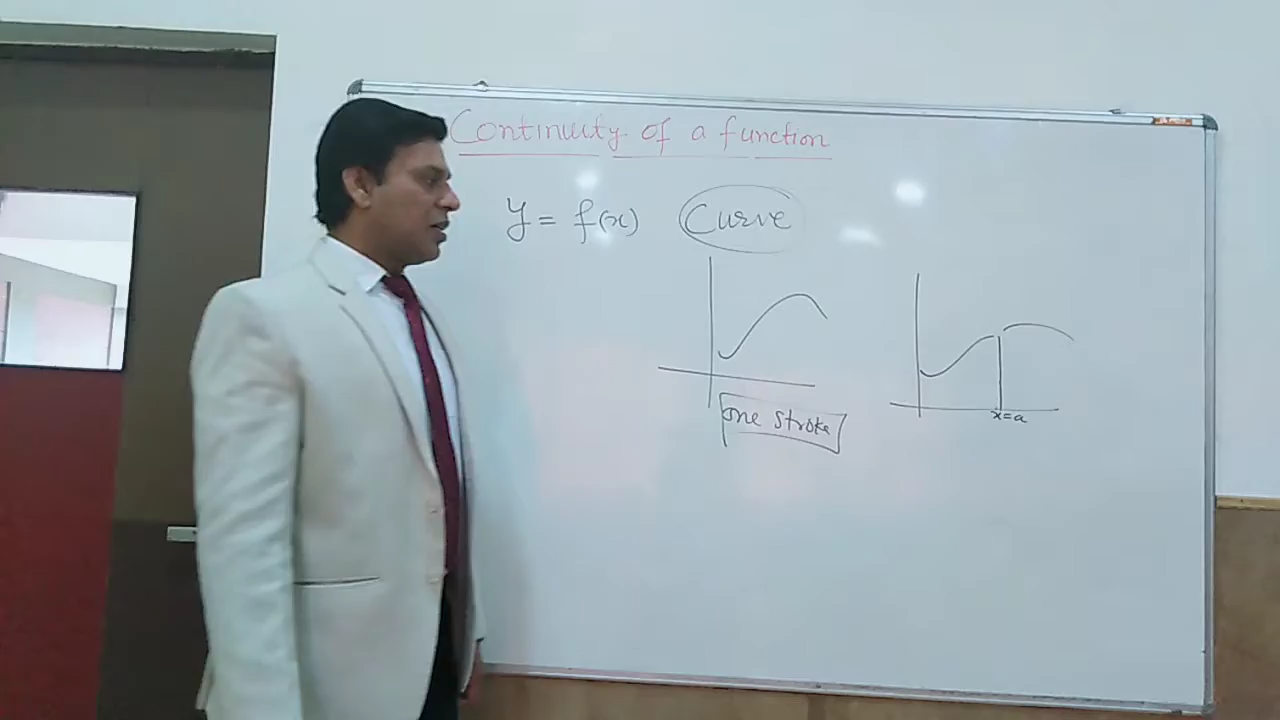 Continuity of a function
y = f(x) Curve
one stroke
x=a